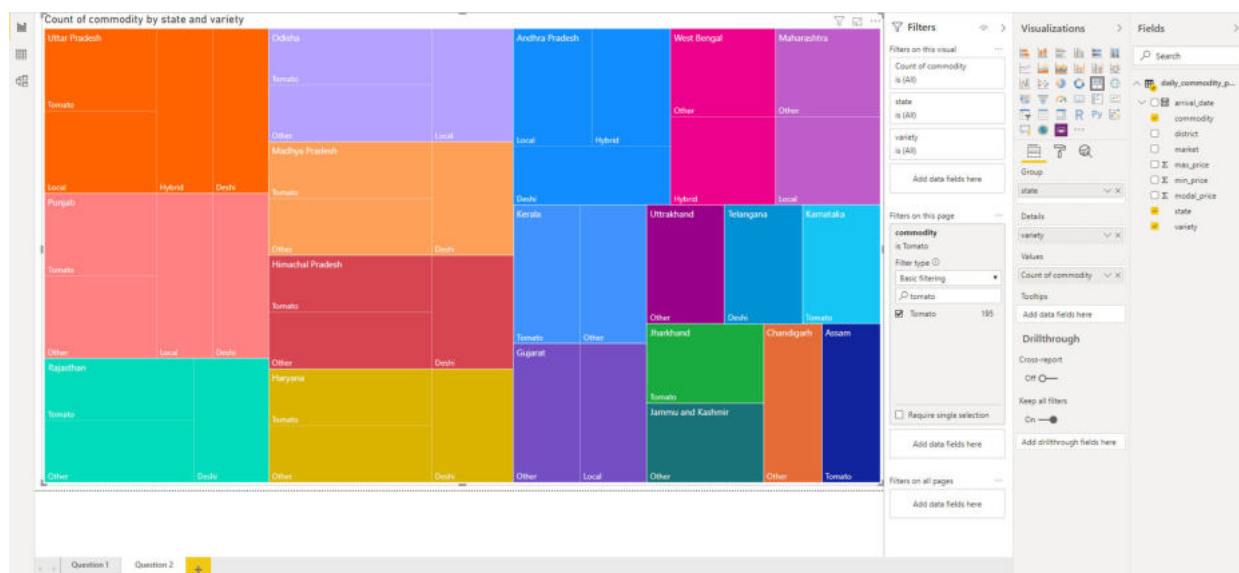 Count of commodity by state and variety
Uttar Pradesh
Tomato
Local
Hybrid
Deshi
Punjab
Tomato
Other
Local
Deshi
Rajasthan
Tomato
Other
Deshi
Odisha
Tomato
Other
Local
Madhya Pradesh
Tomato
Other
Deshi
Himachal Pradesh
Tomato
Other
Deshi
Haryana
Tomato
Other
Deshi
Andhra Pradesh
Local
Hybrid
Deshi
Kerala
Tomato
Other
Gujarat
Other
Local
West Bengal
Other
Hybrid
Maharashtra
Other
Local
Uttrakhand
Other
Telangana
Deshi
Karnataka
Tomato
Jharkhand
Tomato
Jammu and Kashmir
Other
Chandigarh
Other
Assam
Tomato
Question 1
Question 2
Filters
Filters on this visual
Count of commodity
is (All)
state
is (All)
variety
is (All)
Add data fields here
Filters on this page
commodity
is Tomato
Filter type
Basic filtering
tomato
Tomato 195
Require single selection
Add data fields here
Filters on all pages
Add data fields here
Visualizations
R Py
Group
state
Details
variety
Values
Count of commodity
Tooltips
Add data fields here
Drillthrough
Cross-report
Off
Keep all filters
On
Add drillthrough fields here
Fields
Search
daily_commodity_p...
arrival_date
commodity
district
market
Σ max_price
Σ min_price
Σ modal_price
state
variety